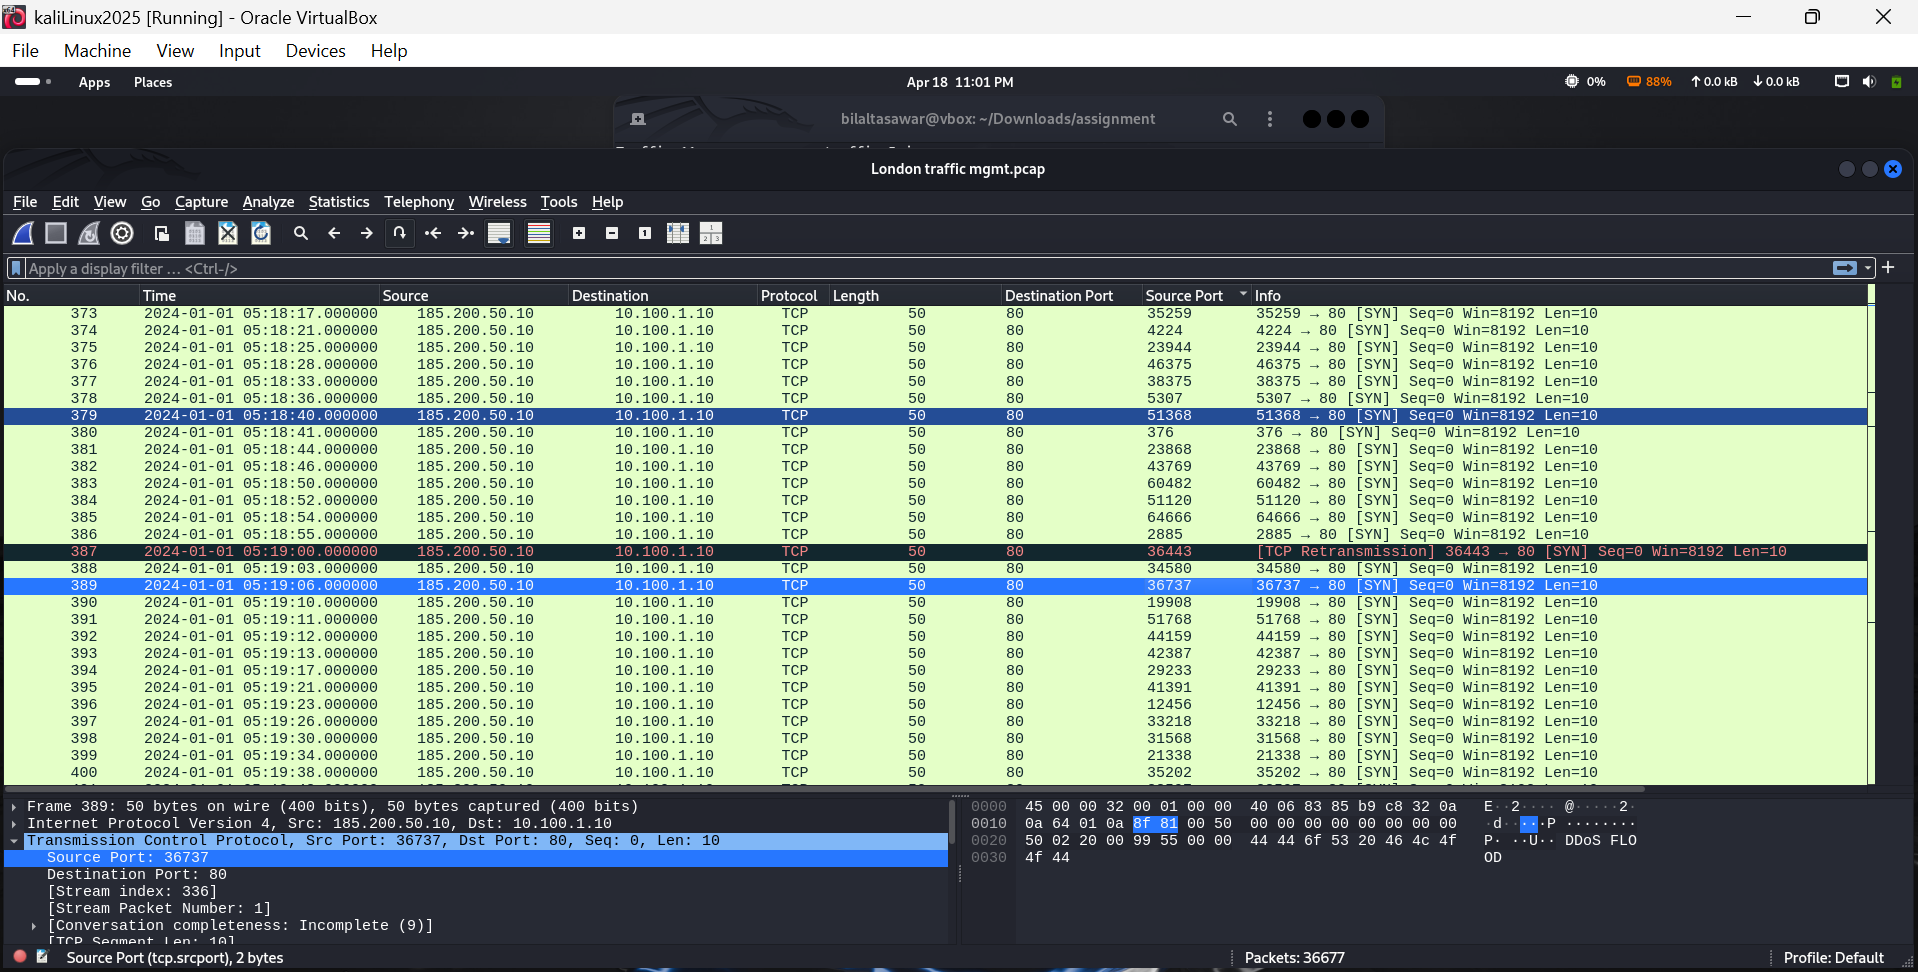 kaliLinux2025 [Running] - Oracle VirtualBox
File Machine View Input Devices Help
Apps Places Apr 18 11:01 PM 0% 88% ↑0.0 kB ↓0.0 kB
bilaltasawar@vbox: ~/Downloads/assignment
London traffic mgmt.pcap
File Edit View Go Capture Analyze Statistics Telephony Wireless Tools Help
Apply a display filter … <Ctrl-/>
No. Time Source Destination Protocol Length Destination Port Source Port Info
373 2024-01-01 05:18:17.000000 185.200.50.10 10.100.1.10 TCP 50 80 35259 35259 → 80 [SYN] Seq=0 Win=8192 Len=10
374 2024-01-01 05:18:21.000000 185.200.50.10 10.100.1.10 TCP 50 80 4224 4224 → 80 [SYN] Seq=0 Win=8192 Len=10
375 2024-01-01 05:18:25.000000 185.200.50.10 10.100.1.10 TCP 50 80 23944 23944 → 80 [SYN] Seq=0 Win=8192 Len=10
376 2024-01-01 05:18:28.000000 185.200.50.10 10.100.1.10 TCP 50 80 46375 46375 → 80 [SYN] Seq=0 Win=8192 Len=10
377 2024-01-01 05:18:33.000000 185.200.50.10 10.100.1.10 TCP 50 80 38375 38375 → 80 [SYN] Seq=0 Win=8192 Len=10
378 2024-01-01 05:18:36.000000 185.200.50.10 10.100.1.10 TCP 50 80 5307 5307 → 80 [SYN] Seq=0 Win=8192 Len=10
379 2024-01-01 05:18:40.000000 185.200.50.10 10.100.1.10 TCP 50 80 51368 51368 → 80 [SYN] Seq=0 Win=8192 Len=10
380 2024-01-01 05:18:41.000000 185.200.50.10 10.100.1.10 TCP 50 80 376 376 → 80 [SYN] Seq=0 Win=8192 Len=10
381 2024-01-01 05:18:44.000000 185.200.50.10 10.100.1.10 TCP 50 80 23868 23868 → 80 [SYN] Seq=0 Win=8192 Len=10
382 2024-01-01 05:18:46.000000 185.200.50.10 10.100.1.10 TCP 50 80 43769 43769 → 80 [SYN] Seq=0 Win=8192 Len=10
383 2024-01-01 05:18:50.000000 185.200.50.10 10.100.1.10 TCP 50 80 60482 60482 → 80 [SYN] Seq=0 Win=8192 Len=10
384 2024-01-01 05:18:52.000000 185.200.50.10 10.100.1.10 TCP 50 80 51120 51120 → 80 [SYN] Seq=0 Win=8192 Len=10
385 2024-01-01 05:18:54.000000 185.200.50.10 10.100.1.10 TCP 50 80 64666 64666 → 80 [SYN] Seq=0 Win=8192 Len=10
386 2024-01-01 05:18:55.000000 185.200.50.10 10.100.1.10 TCP 50 80 2885 2885 → 80 [SYN] Seq=0 Win=8192 Len=10
387 2024-01-01 05:19:00.000000 185.200.50.10 10.100.1.10 TCP 50 80 36443 [TCP Retransmission] 36443 → 80 [SYN] Seq=0 Win=8192 Len=10
388 2024-01-01 05:19:03.000000 185.200.50.10 10.100.1.10 TCP 50 80 34580 34580 → 80 [SYN] Seq=0 Win=8192 Len=10
389 2024-01-01 05:19:06.000000 185.200.50.10 10.100.1.10 TCP 50 80 36737 36737 → 80 [SYN] Seq=0 Win=8192 Len=10
390 2024-01-01 05:19:10.000000 185.200.50.10 10.100.1.10 TCP 50 80 19908 19908 → 80 [SYN] Seq=0 Win=8192 Len=10
391 2024-01-01 05:19:11.000000 185.200.50.10 10.100.1.10 TCP 50 80 51768 51768 → 80 [SYN] Seq=0 Win=8192 Len=10
392 2024-01-01 05:19:12.000000 185.200.50.10 10.100.1.10 TCP 50 80 44159 44159 → 80 [SYN] Seq=0 Win=8192 Len=10
393 2024-01-01 05:19:13.000000 185.200.50.10 10.100.1.10 TCP 50 80 42387 42387 → 80 [SYN] Seq=0 Win=8192 Len=10
394 2024-01-01 05:19:17.000000 185.200.50.10 10.100.1.10 TCP 50 80 29233 29233 → 80 [SYN] Seq=0 Win=8192 Len=10
395 2024-01-01 05:19:21.000000 185.200.50.10 10.100.1.10 TCP 50 80 41391 41391 → 80 [SYN] Seq=0 Win=8192 Len=10
396 2024-01-01 05:19:23.000000 185.200.50.10 10.100.1.10 TCP 50 80 12456 12456 → 80 [SYN] Seq=0 Win=8192 Len=10
397 2024-01-01 05:19:26.000000 185.200.50.10 10.100.1.10 TCP 50 80 33218 33218 → 80 [SYN] Seq=0 Win=8192 Len=10
398 2024-01-01 05:19:30.000000 185.200.50.10 10.100.1.10 TCP 50 80 31568 31568 → 80 [SYN] Seq=0 Win=8192 Len=10
399 2024-01-01 05:19:34.000000 185.200.50.10 10.100.1.10 TCP 50 80 21338 21338 → 80 [SYN] Seq=0 Win=8192 Len=10
400 2024-01-01 05:19:38.000000 185.200.50.10 10.100.1.10 TCP 50 80 35202 35202 → 80 [SYN] Seq=0 Win=8192 Len=10
Frame 389: 50 bytes on wire (400 bits), 50 bytes captured (400 bits)
Internet Protocol Version 4, Src: 185.200.50.10, Dst: 10.100.1.10
Transmission Control Protocol, Src Port: 36737, Dst Port: 80, Seq: 0, Len: 10
Source Port: 36737
Destination Port: 80
[Stream index: 336]
[Stream Packet Number: 1]
[Conversation completeness: Incomplete (9)]
[TCP Segment Len: 10]
0000 45 00 00 32 00 01 00 00 40 06 83 85 b9 c8 32 0a E··2···· @·····2·
0010 0a 64 01 0a 8f 81 00 50 00 00 00 00 00 00 00 00 ·d·····P ········
0020 50 02 20 00 99 55 00 00 44 44 6f 53 20 46 4c 4f P· ··U·· DDoS FLO
0030 4f 44 OD
Source Port (tcp.srcport), 2 bytes Packets: 36677 Profile: Default